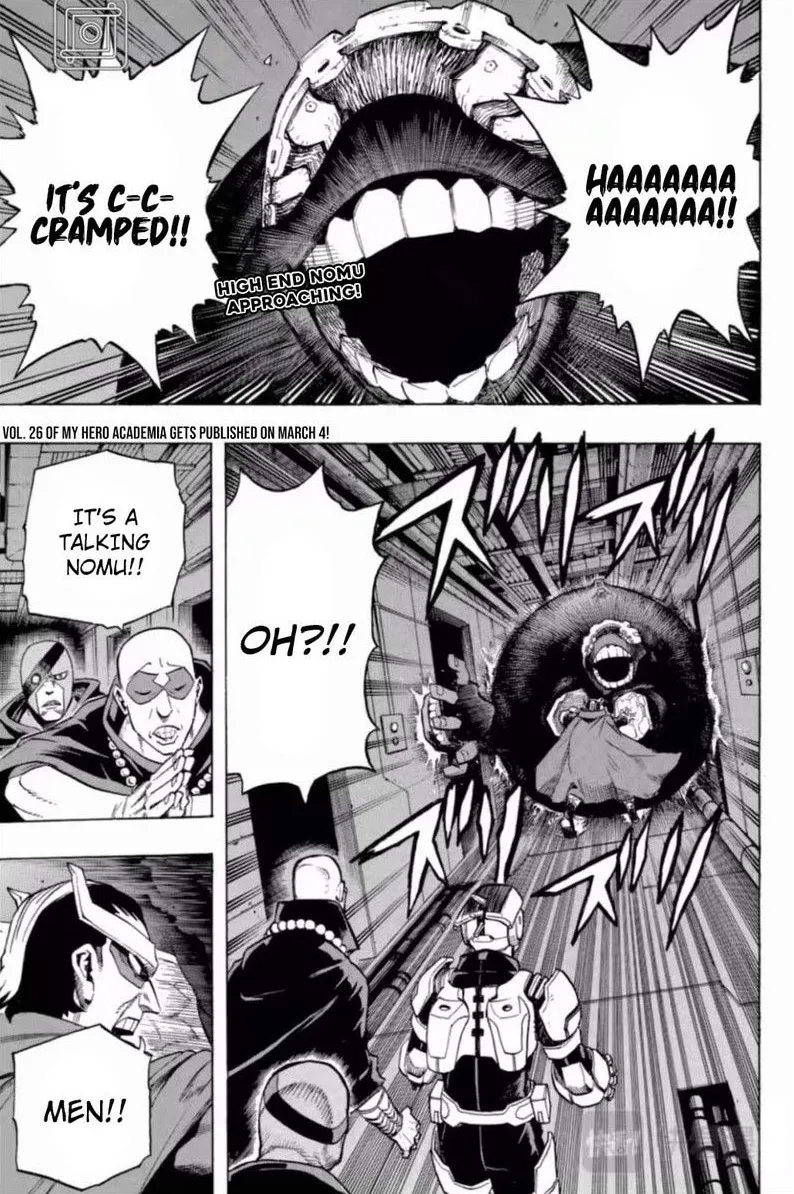 HAAAAAAA
AAAAAAA!!
IT'S C-C-
CRAMPED!!
HIGH END NOMU
APPROACHING!
VOL. 26 OF MY HERO ACADEMIA GETS PUBLISHED ON MARCH 4!
OH?!!
IT'S A
TALKING
NOMU!!
MEN!!